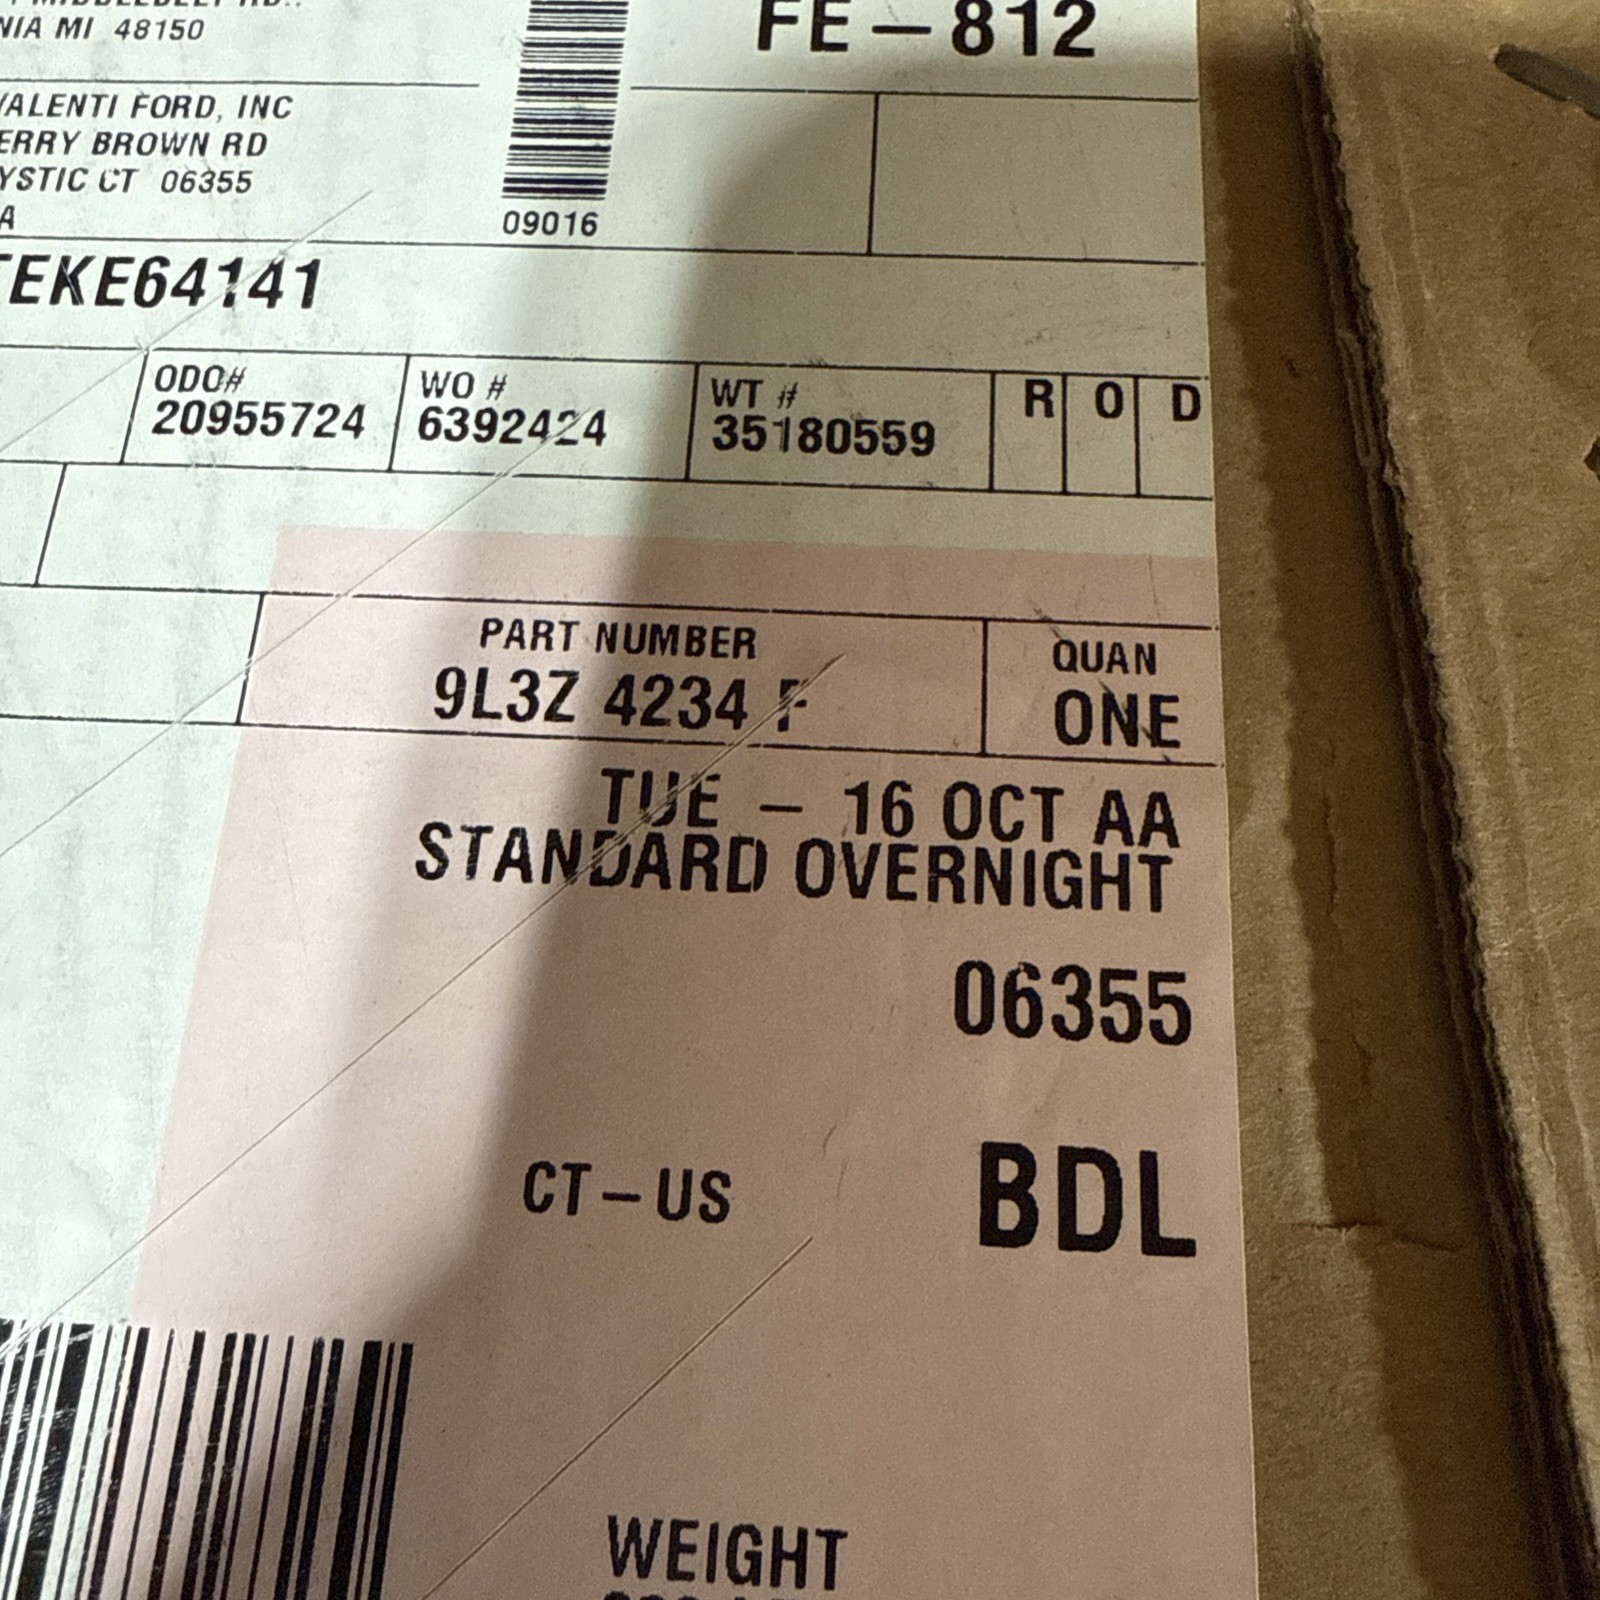 NIA MI 48150
FE - 812
VALENTI FORD, INC
ERRY BROWN RD
YSTIC CT 06355
A
09016
TEKE64141
ODO# WO # WT # R O D
20955724 6392424 35180559
PART NUMBER QUAN
9L3Z 4234 F ONE
TUE - 16 OCT AA
STANDARD OVERNIGHT
06355
CT-US BDL
WEIGHT